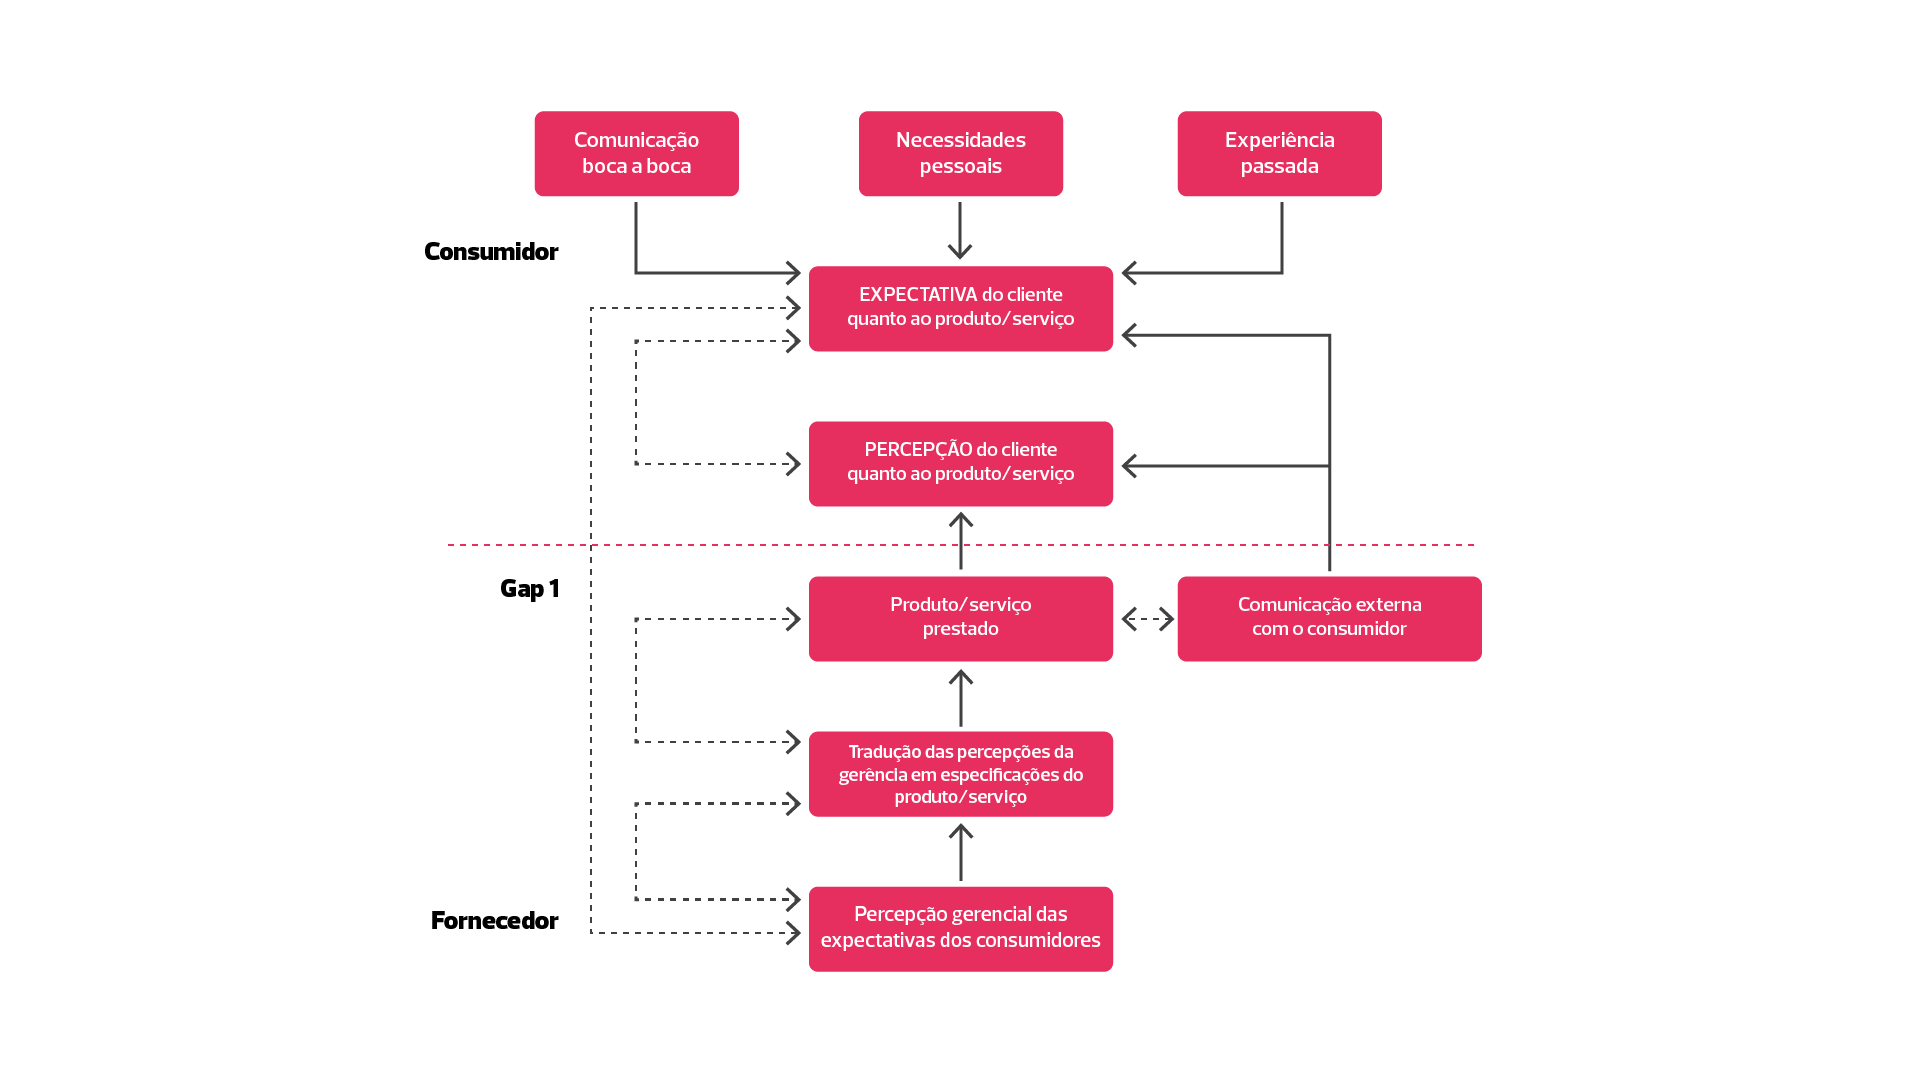 Comunicação
boca a boca
Necessidades
pessoais
Experiência
passada
Consumidor
EXPECTATIVA do cliente
quanto ao produto/serviço
PERCEPÇÃO do cliente
quanto ao produto/serviço
Gap 1
Produto/serviço
prestado
Comunicação externa
com o consumidor
Tradução das percepções da
gerência em especificações do
produto/serviço
Fornecedor
Percepção gerencial das
expectativas dos consumidores